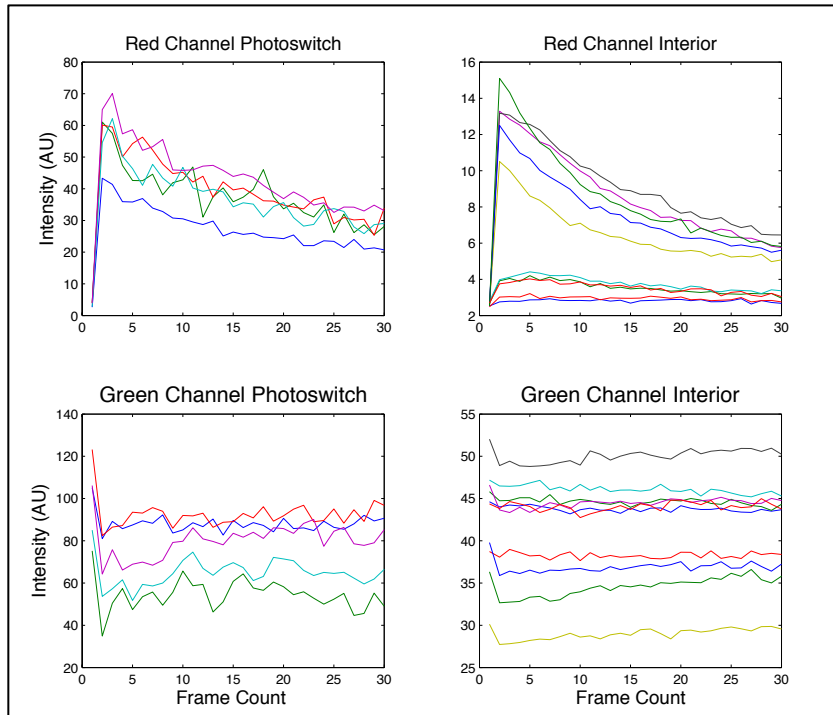 Red Channel Photoswitch
Intensity (AU)
80
70
60
50
40
30
20
10
0
0 5 10 15 20 25 30
Red Channel Interior
16
14
12
10
8
6
4
2
0 5 10 15 20 25 30
Green Channel Photoswitch
Intensity (AU)
140
120
100
80
60
40
20
0 5 10 15 20 25 30
Frame Count
Green Channel Interior
55
50
45
40
35
30
25
0 5 10 15 20 25 30
Frame Count